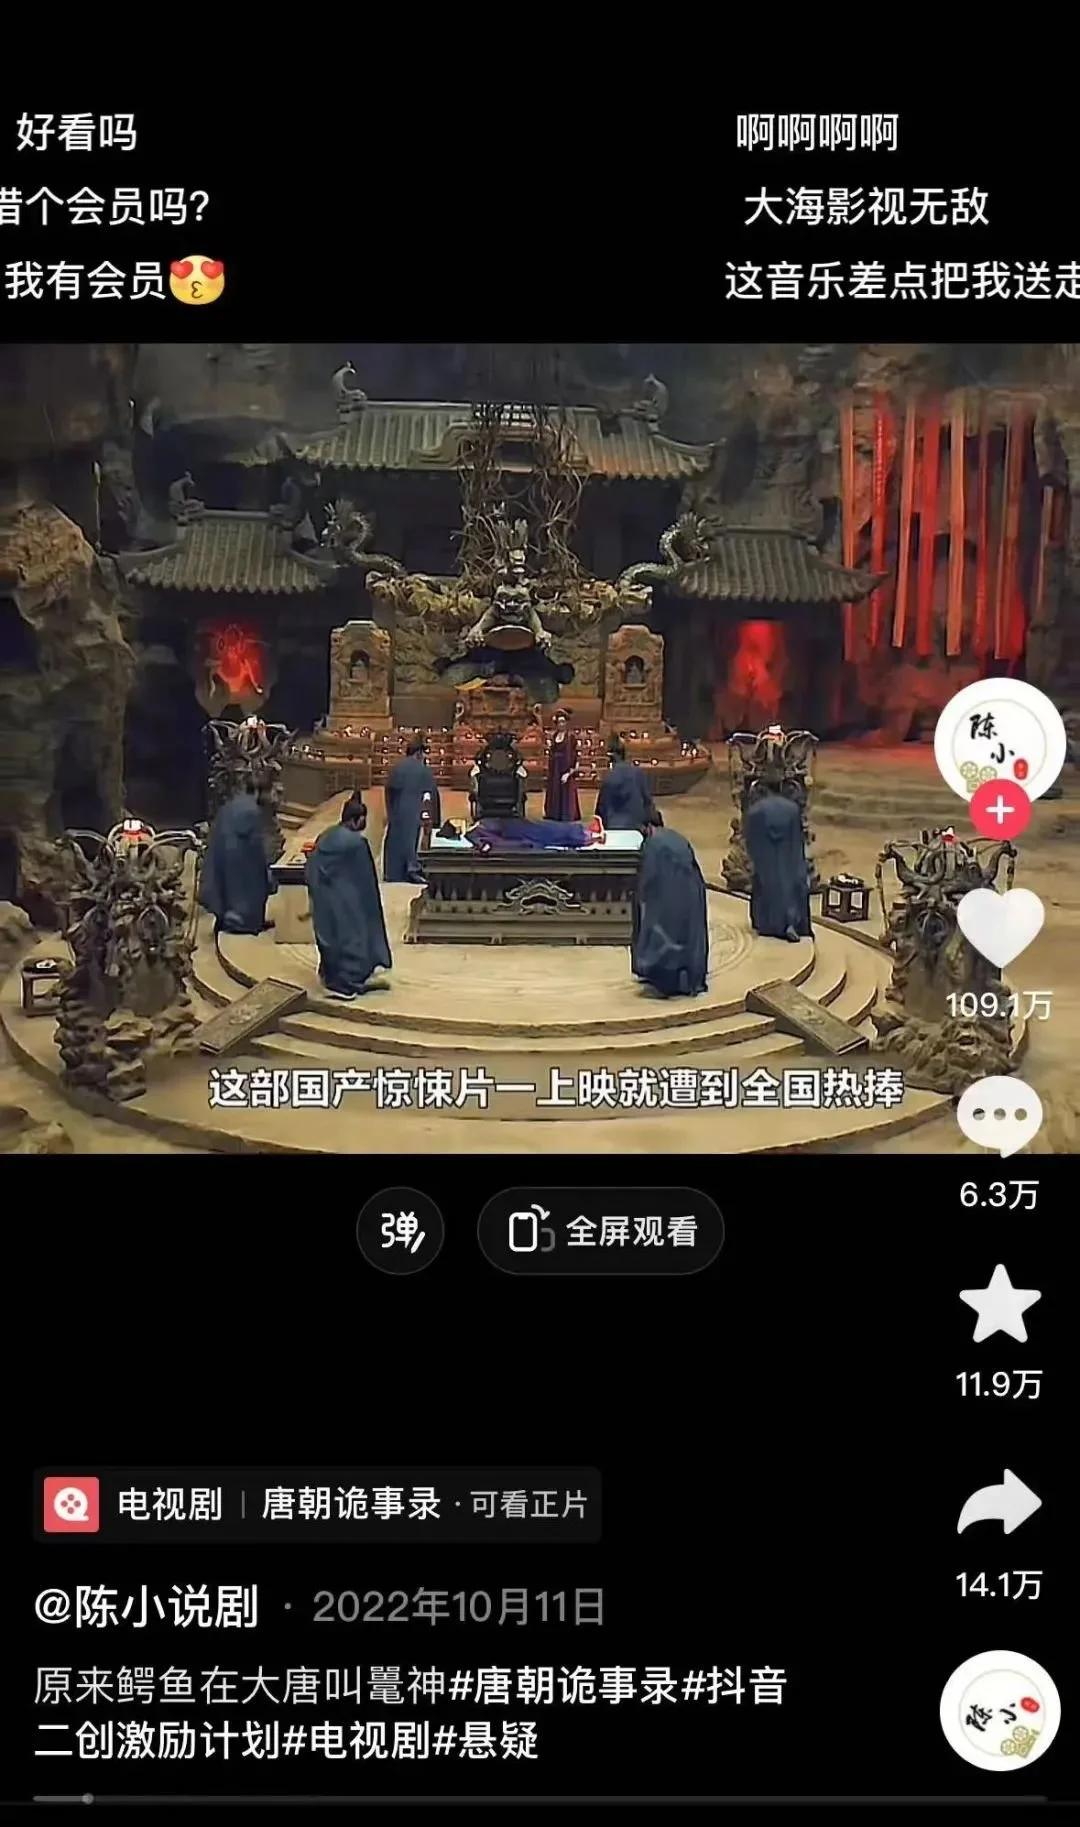 好看吗
啊啊啊啊
借个会员吗?
大海影视无敌
我有会员😍
这音乐差点把我送走
陈小
这部国产惊悚片一上映就遭到全国热捧
109.1万
6.3万
弹
全屏观看
11.9万
电视剧 | 唐朝诡事录 · 可看正片
14.1万
@陈小说剧 · 2022年10月11日
原来鳄鱼在大唐叫鼍神#唐朝诡事录#抖音
二创激励计划#电视剧#悬疑
陈小